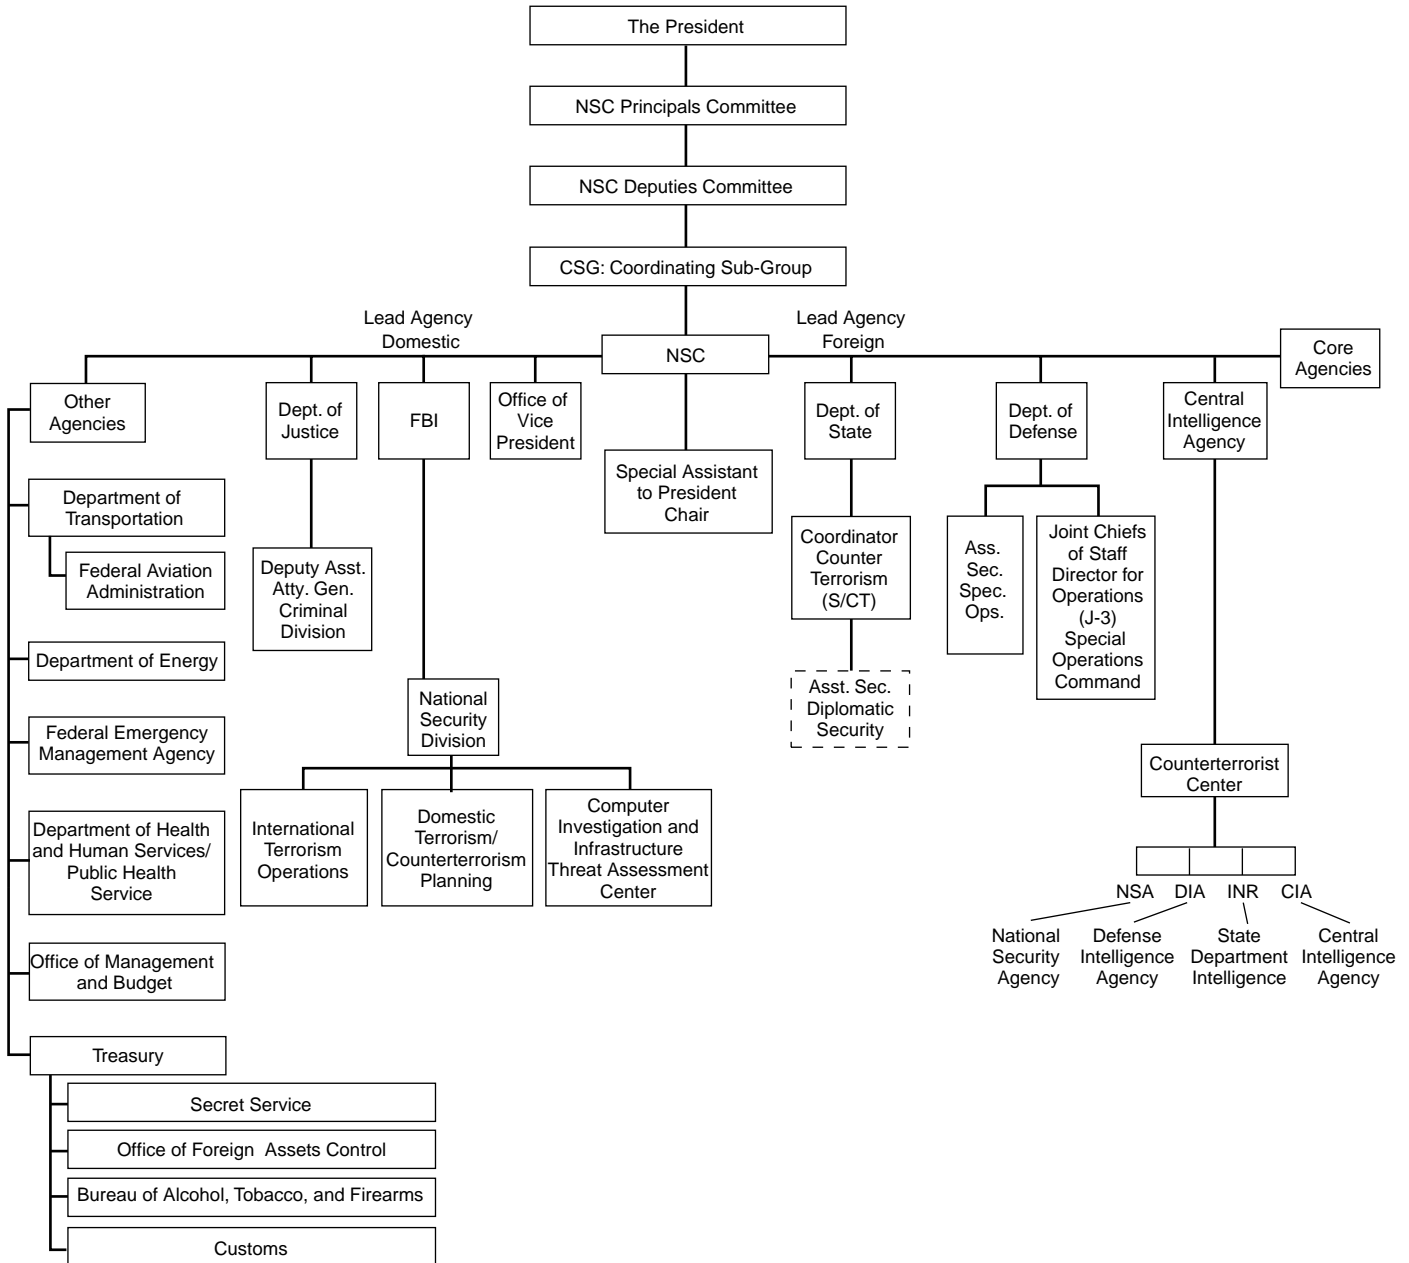 The President
NSC Principals Committee
NSC Deputies Committee
CSG: Coordinating Sub-Group
Lead Agency
Domestic
Lead Agency
Foreign
NSC
Core
Agencies
Other
Agencies
Dept. of
Justice
FBI
Office of
Vice
President
Special Assistant
to President
Chair
Dept. of
State
Dept. of
Defense
Central
Intelligence
Agency
Department of
Transportation
Federal Aviation
Administration
Department of Energy
Federal Emergency
Management Agency
Department of Health
and Human Services/
Public Health
Service
Office of Management
and Budget
Treasury
Secret Service
Office of Foreign Assets Control
Bureau of Alcohol, Tobacco, and Firearms
Customs
Deputy Asst.
Atty. Gen.
Criminal
Division
National
Security
Division
International
Terrorism
Operations
Domestic
Terrorism/
Counterterrorism
Planning
Computer
Investigation and
Infrastructure
Threat Assessment
Center
Coordinator
Counter
Terrorism
(S/CT)
Asst. Sec.
Diplomatic
Security
Ass.
Sec.
Spec.
Ops.
Joint Chiefs
of Staff
Director for
Operations
(J-3)
Special
Operations
Command
Counterterrorist
Center
NSA DIA INR CIA
National
Security
Agency
Defense
Intelligence
Agency
State
Department
Intelligence
Central
Intelligence
Agency